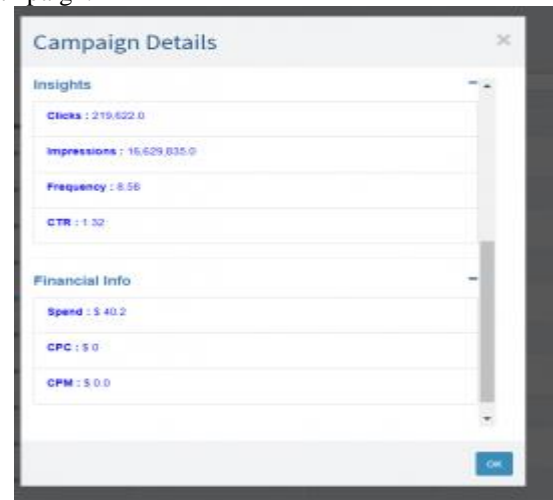 Campaign Details
Insights
Clicks : 219,622.0
Impressions : 16,629,835.0
Frequency : 8.56
CTR : 1.32
Financial Info
Spend : $ 40.2
CPC : $ 0
CPM : $ 0.0
OK